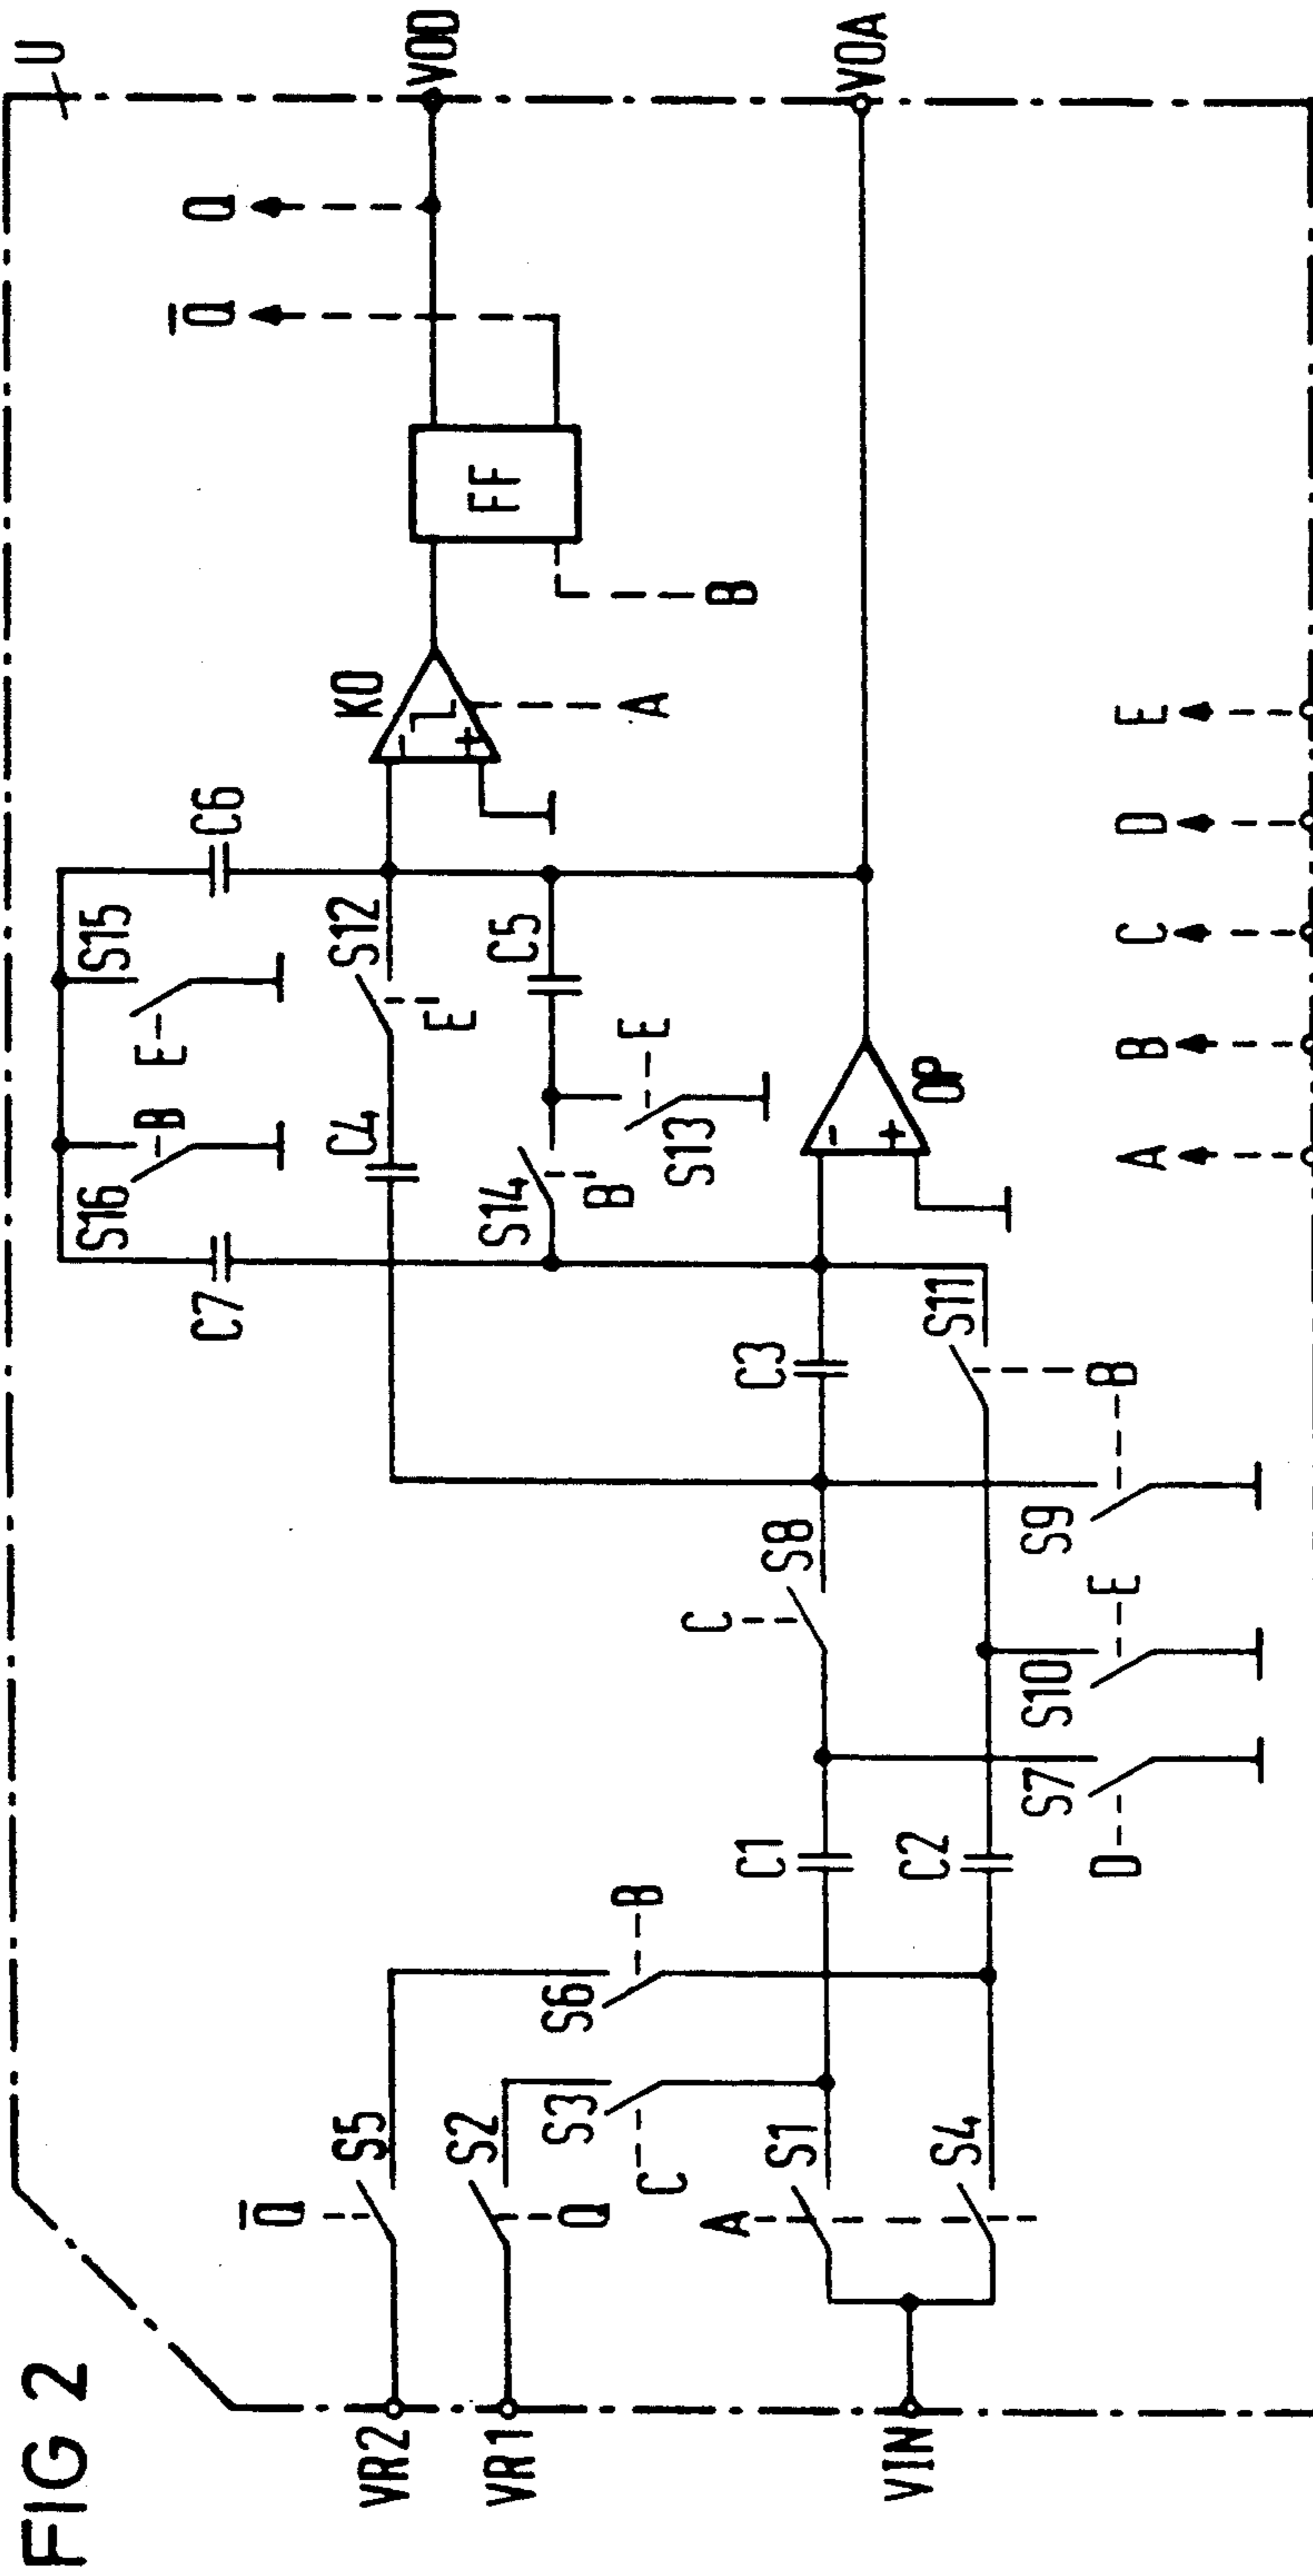 FIG 2
U
VR2
VR1
VIN
Q̅
S5
Q
S2
C
S3
S6
B
A
S1
S4
C1
C2
D
S7
S10
E
S9
B
C
S8
C3
S11
C7
S16
B
E
S15
C6
C4
S12
E
S14
B
C5
S13
E
-
+
OP
-
+
KO
A
FF
B
Q̅
Q
VOD
VOA
A
B
C
D
E